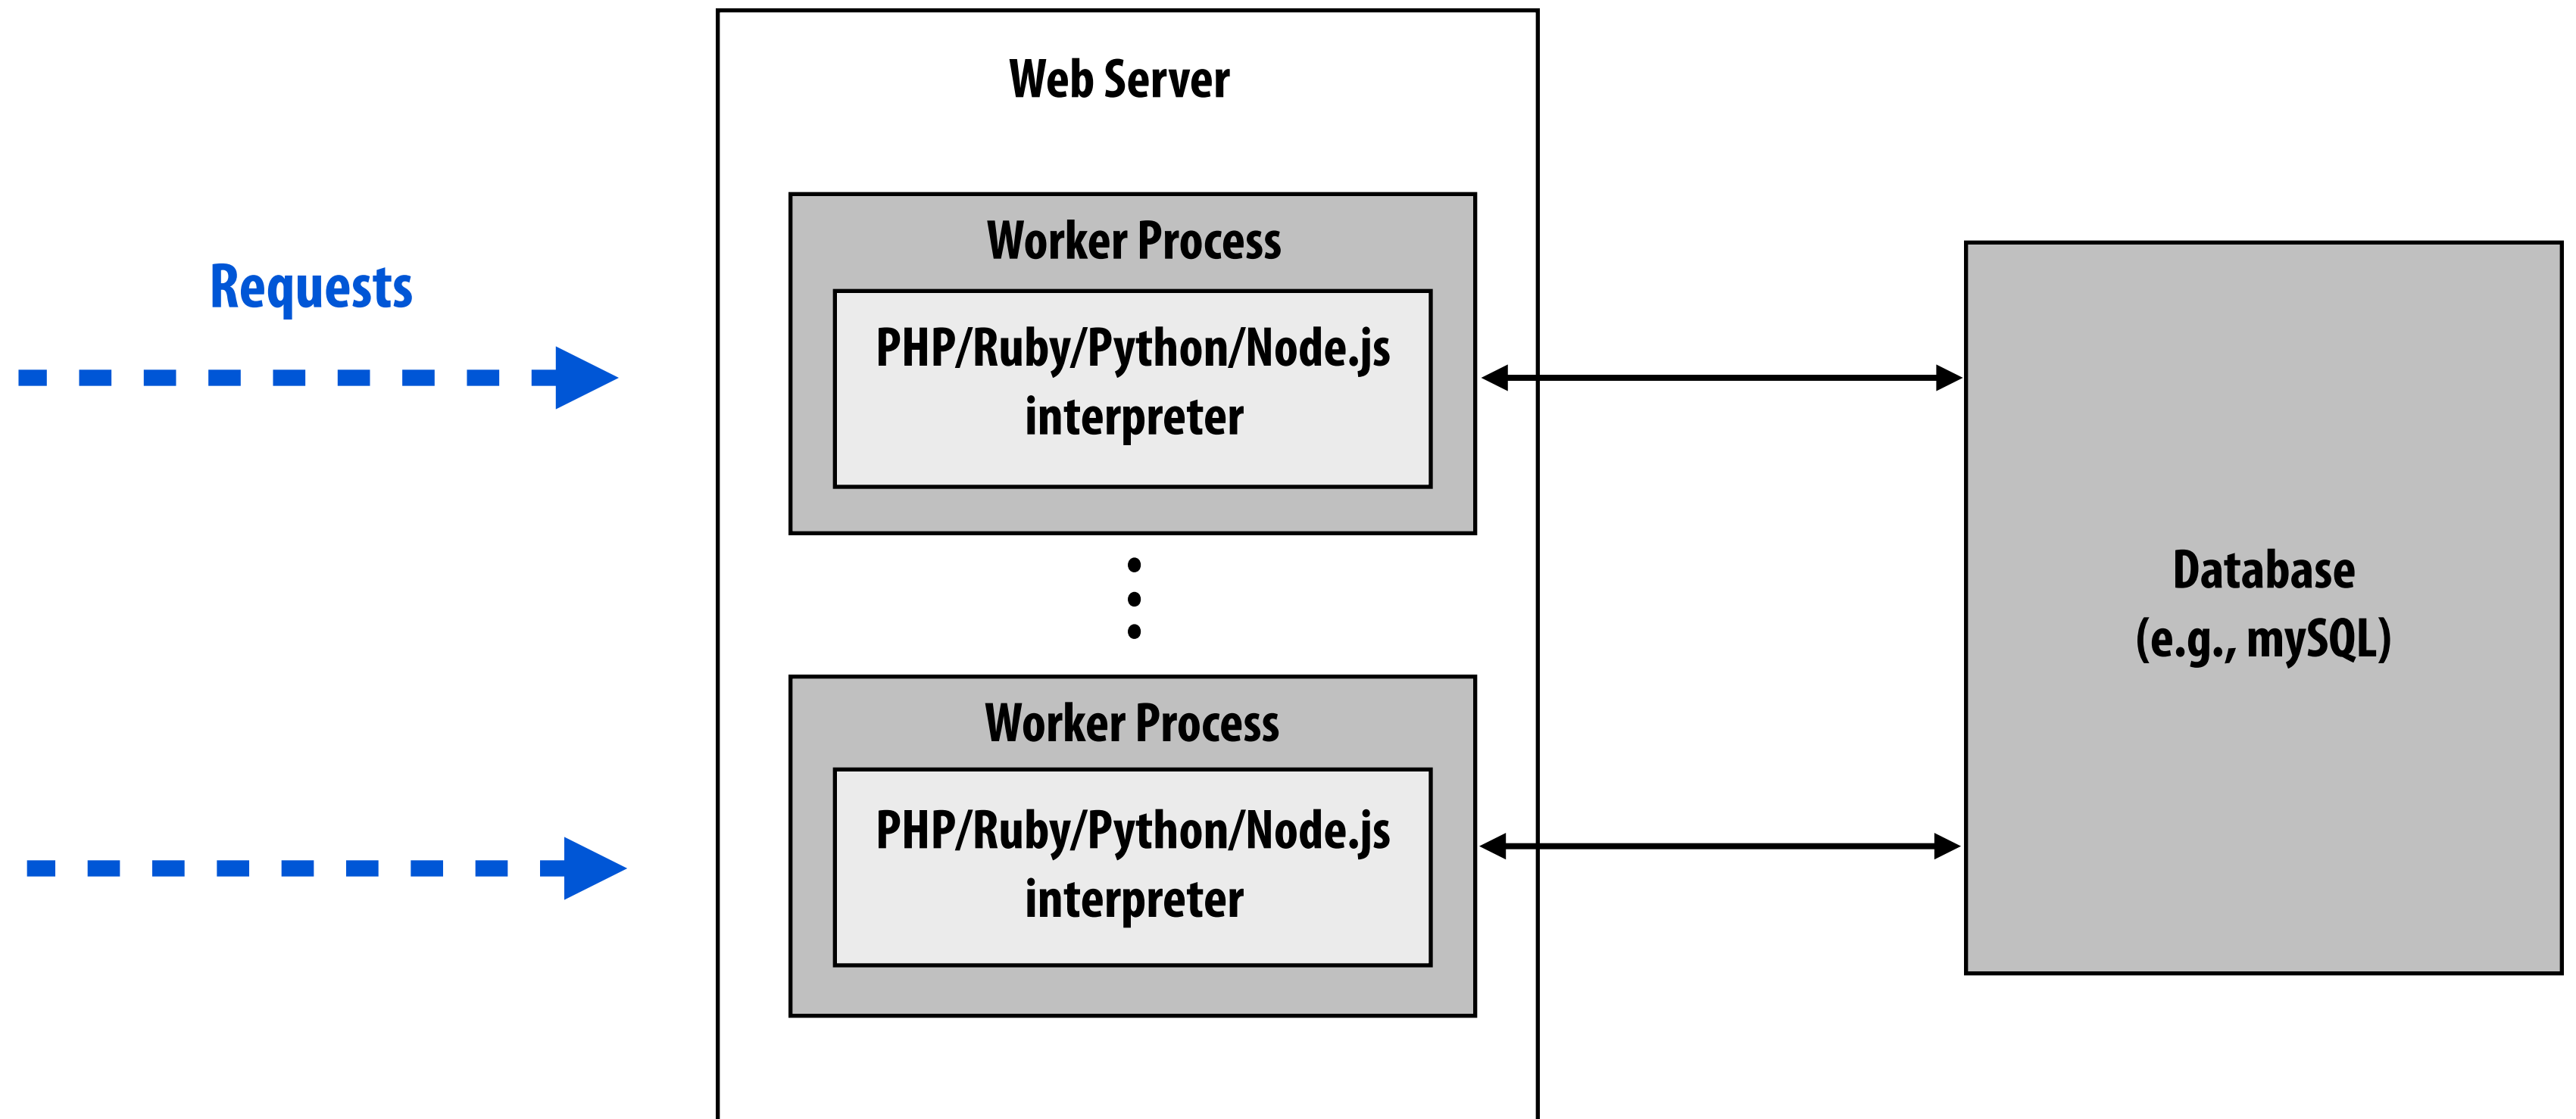 Web Server
Requests
Worker Process
PHP/Ruby/Python/Node.js
interpreter
Worker Process
PHP/Ruby/Python/Node.js
interpreter
Database
(e.g., mySQL)